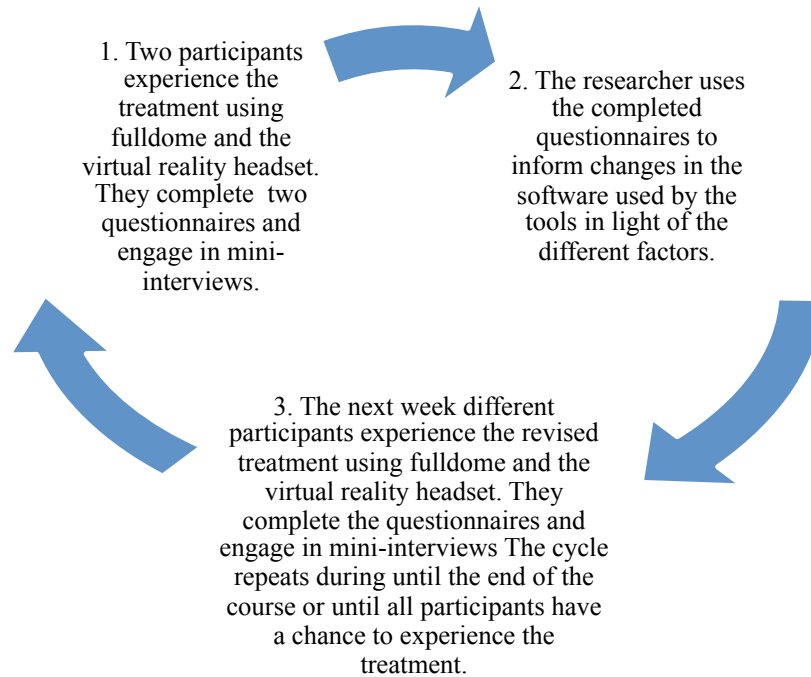 1. Two participants
experience the
treatment using
fulldome and the
virtual reality headset.
They complete two
questionnaires and
engage in mini-
interviews.
2. The researcher uses
the completed
questionnaires to
inform changes in the
software used by the
tools in light of the
different factors.
3. The next week different
participants experience the revised
treatment using fulldome and the
virtual reality headset. They
complete the questionnaires and
engage in mini-interviews The cycle
repeats during until the end of the
course or until all participants have
a chance to experience the
treatment.